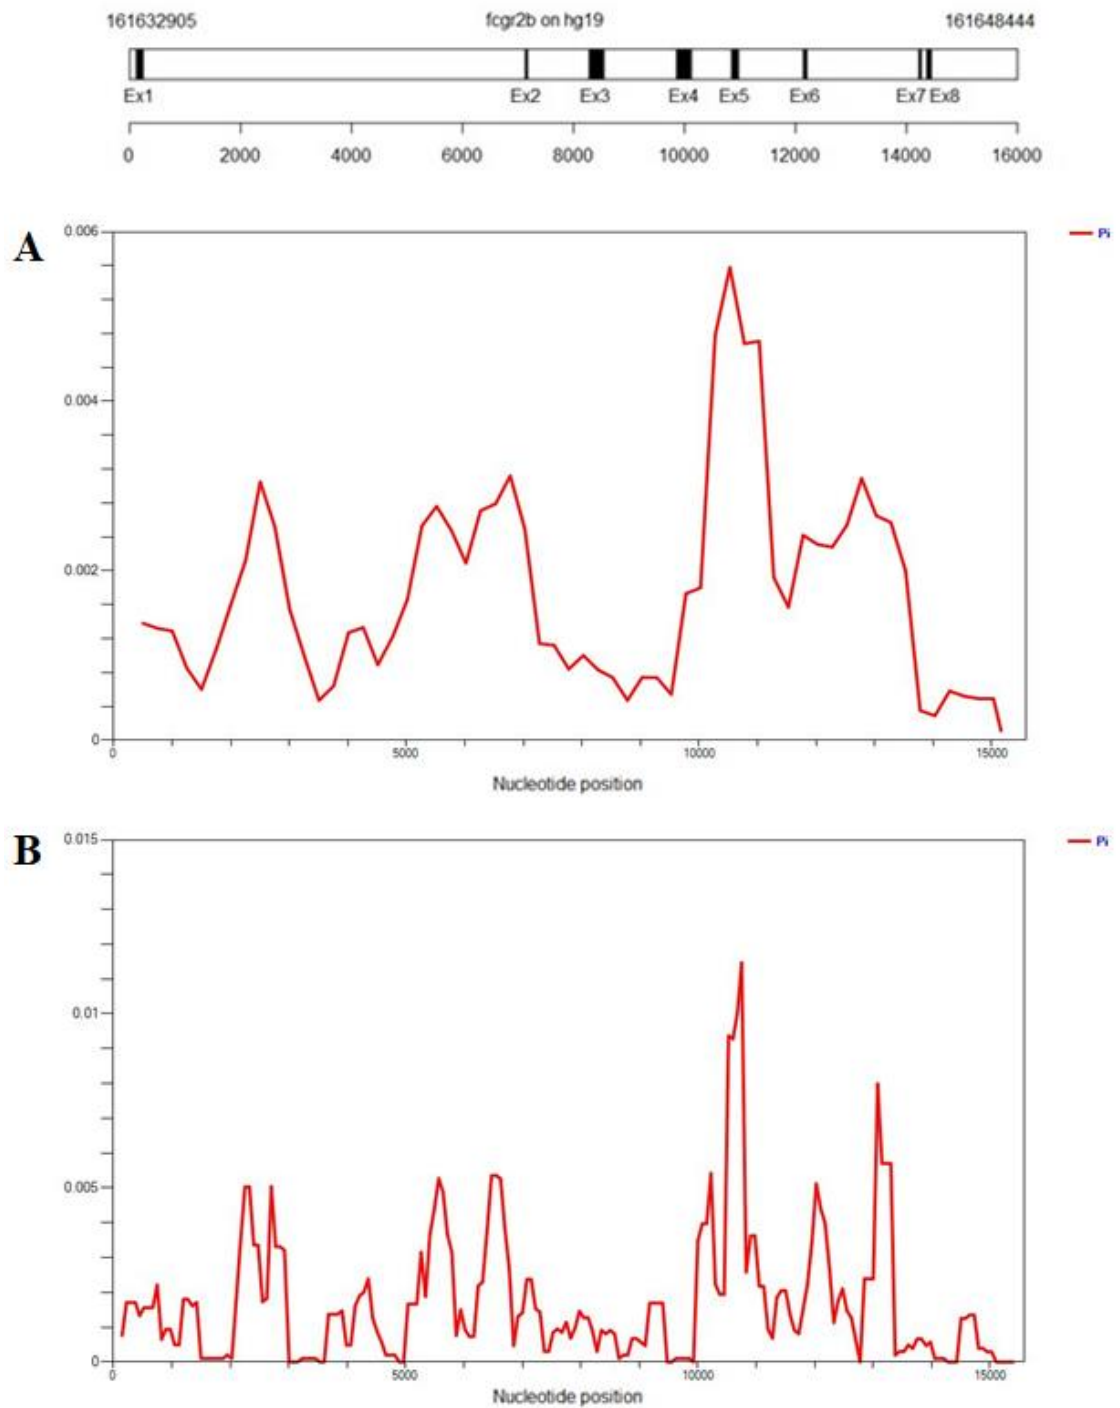 161632905 fcgr2b on hg19 161648444
Ex1 Ex2 Ex3 Ex4 Ex5 Ex6 Ex7 Ex8
0 2000 4000 6000 8000 10000 12000 14000 16000
A
0.006
Pi
0.004
0.002
0
0 5000 10000 15000
Nucleotide position
B
0.015
Pi
0.01
0.005
0
0 5000 10000 15000
Nucleotide position